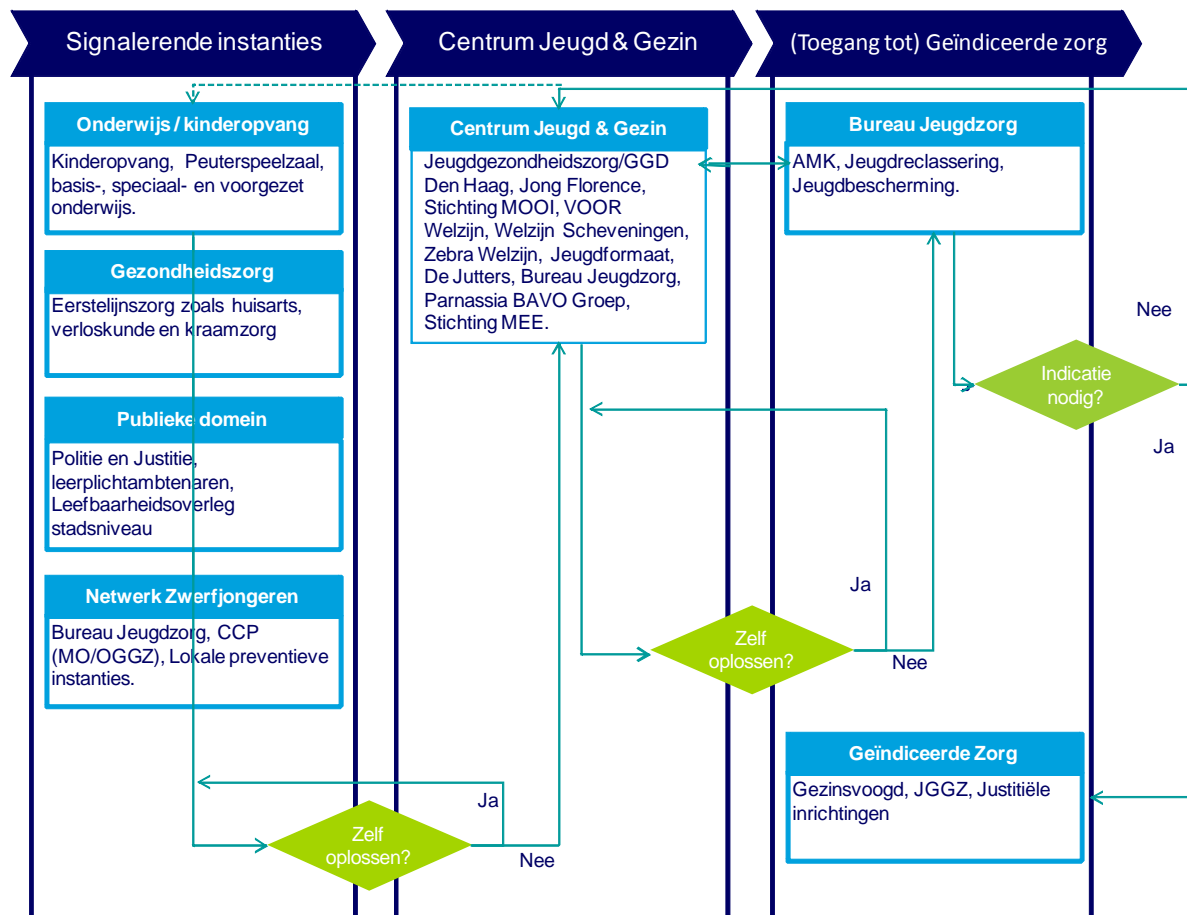 Signalerende instanties
Centrum Jeugd & Gezin
(Toegang tot) Geïndiceerde zorg
Onderwijs / kinderopvang
Kinderopvang, Peuterspeelzaal,
basis-, speciaal- en voorgezet
onderwijs.
Gezondheidszorg
Eerstelijnszorg zoals huisarts,
verloskunde en kraamzorg
Publieke domein
Politie en Justitie,
leerplichtambtenaren,
Leefbaarheidsoverleg
stadsniveau
Netwerk Zwerfjongeren
Bureau Jeugdzorg, CCP
(MO/OGGZ), Lokale preventieve
instanties.
Ja
Zelf
oplossen?
Nee
Centrum Jeugd & Gezin
Jeugdgezondheidszorg/GGD
Den Haag, Jong Florence,
Stichting MOOI, VOOR
Welzijn, Welzijn Scheveningen,
Zebra Welzijn, Jeugdformaat,
De Jutters, Bureau Jeugdzorg,
Parnassia BAVO Groep,
Stichting MEE.
Ja
Zelf
oplossen?
Nee
Bureau Jeugdzorg
AMK, Jeugdreclassering,
Jeugdbescherming.
Nee
Indicatie
nodig?
Ja
Geïndiceerde Zorg
Gezinsvoogd, JGGZ, Justitiële
inrichtingen